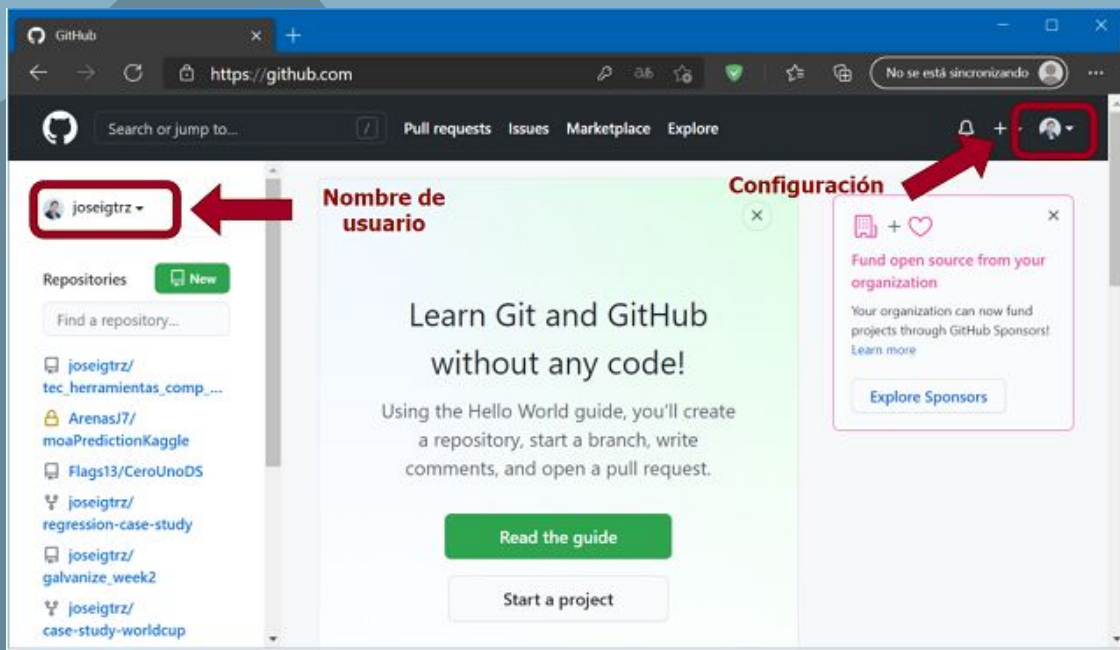 GitHub
https://github.com
No se está sincronizando
Search or jump to...
/
Pull requests Issues Marketplace Explore
joseigtrz
Nombre de
usuario
Configuración
Repositories
New
Find a repository...
joseigtrz/
tec_herramientas_comp_...
ArenasJ7/
moaPredictionKaggle
Flags13/CeroUnoDS
joseigtrz/
regression-case-study
joseigtrz/
galvanize_week2
joseigtrz/
case-study-worldcup
Learn Git and GitHub
without any code!
Using the Hello World guide, you'll create
a repository, start a branch, write
comments, and open a pull request.
Read the guide
Start a project
Fund open source from your
organization
Your organization can now fund
projects through GitHub Sponsors!
Learn more
Explore Sponsors